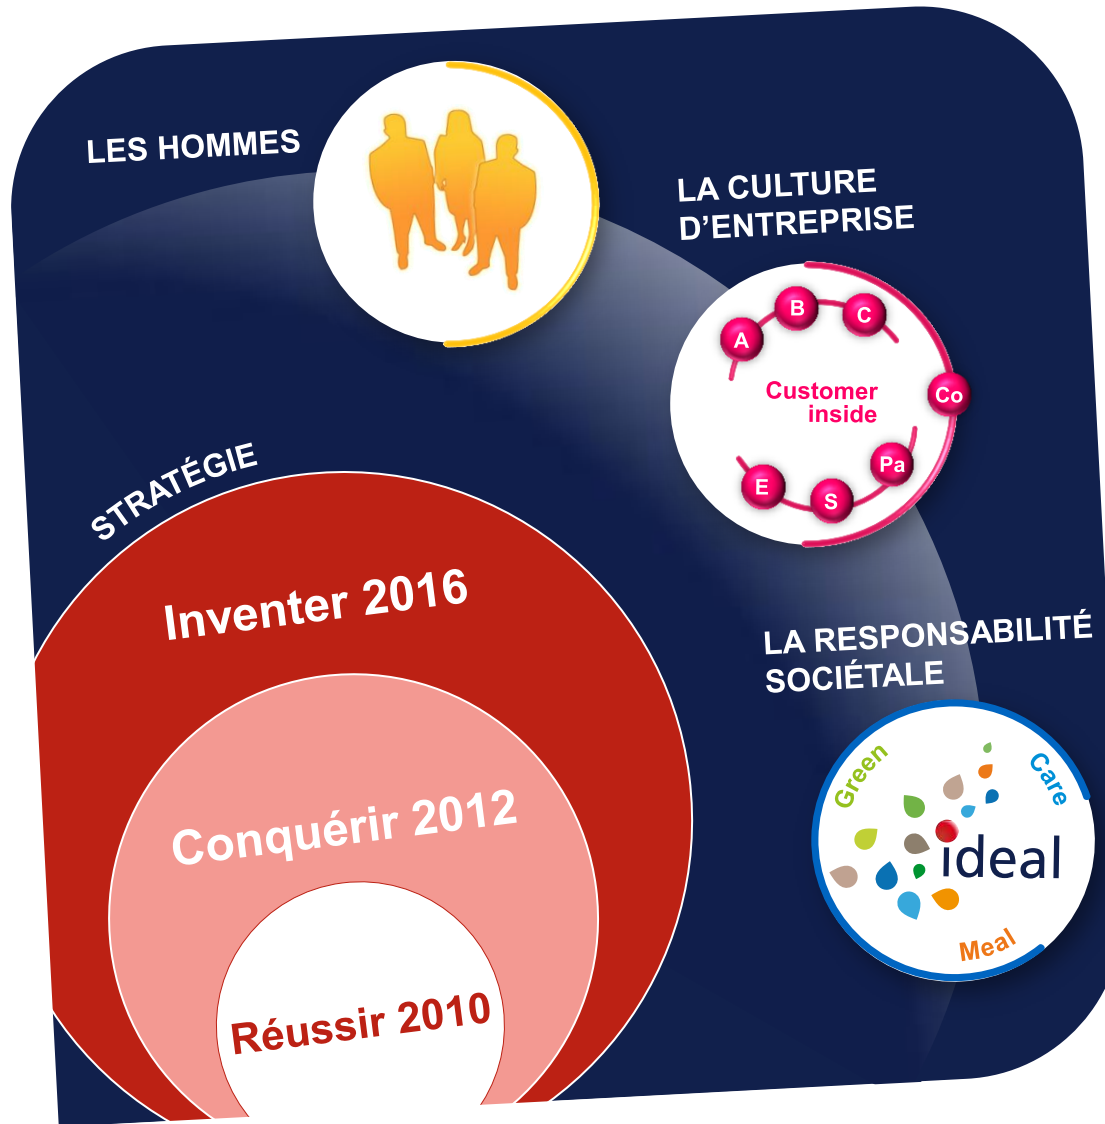 LES HOMMES
LA CULTURE
D’ENTREPRISE
A
B
C
Co
Customer
inside
Pa
S
E
STRATÉGIE
Inventer 2016
Conquérir 2012
Réussir 2010
LA RESPONSABILITÉ
SOCIÉTALE
Green
Care
ideal
Meal